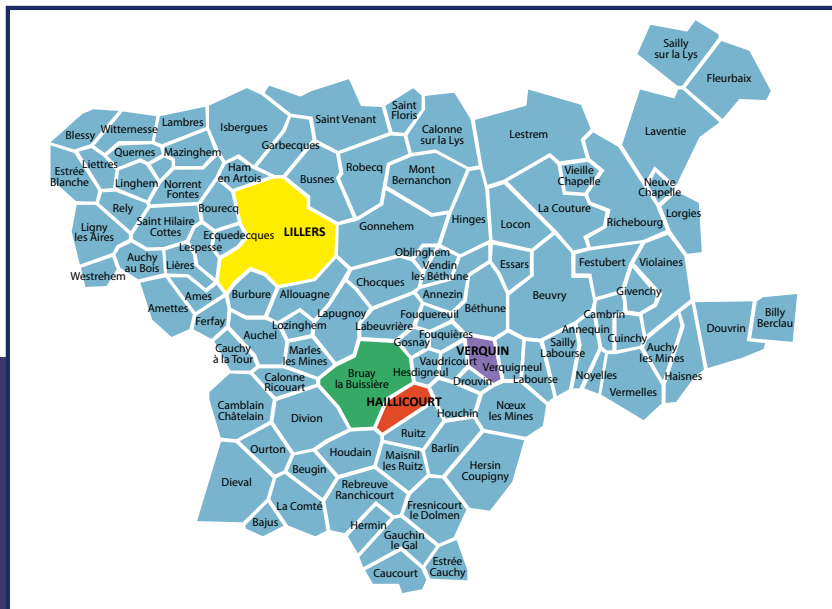 Sailly
sur la Lys
Fleurbaix
Laventie
Saint
Floris
Saint Venant
Calonne
sur la Lys
Lestrem
Isbergues
Garbecques
Lambres
Witternesse
Blessy
Quernes
Mazinghem
Liettres
Estrée
Blanche
Linghem
Norrent
Fontes
Ham
en Artois
Busnes
Robecq
Mont
Bernanchon
Vieille
Chapelle
Neuve
Chapelle
La Couture
Lorgies
Richebourg
Rely
Bourecq
Saint Hilaire
Cottes
Ligny
les Aires
Ecquedecques
LILLERS
Gonnehem
Hinges
Locon
Lespesse
Auchy
au Bois
Lières
Westrehem
Oblinghem
Vendin
les Béthune
Essars
Festubert
Violaines
Chocques
Givenchy
Ames
Amettes
Burbure
Allouagne
Annezin
Béthune
Beuvry
Lapugnoy
Labeuvrière
Fouquereuil
Cambrin
Annequin
Cuinchy
Douvrin
Billy
Berclau
Ferfay
Auchel
Lozinghem
Fouquières
Gosnay
VERQUIN
Sailly
Labourse
Auchy
les Mines
Cauchy
à la Tour
Marles
les Mines
Vaudricourt
Verquigneul
Hesdigneul
Drouvin
Labourse
Noyelles
Haisnes
Vermelles
Calonne
Ricouart
Bruay
la Buissière
HAILLICOURT
Houchin
Nœux
les Mines
Camblain
Châtelain
Divion
Ruitz
Barlin
Ourton
Houdain
Maisnil
les Ruitz
Hersin
Coupigny
Beugin
Dieval
Rebreuve
Ranchicourt
La Comté
Fresnicourt
le Dolmen
Bajus
Hermin
Gauchin
le Gal
Estrée
Cauchy
Caucourt